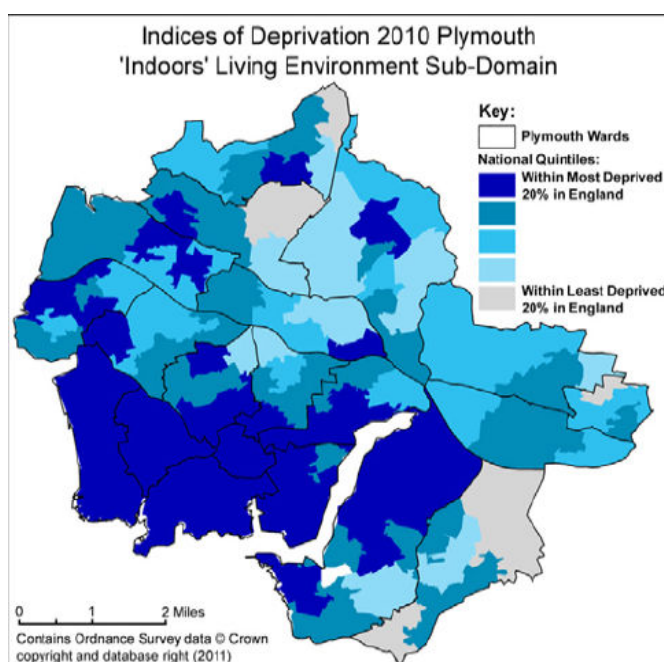 Indices of Deprivation 2010 Plymouth
'Indoors' Living Environment Sub-Domain
Key:
Plymouth Wards
National Quintiles:
Within Most Deprived
20% in England
Within Least Deprived
20% in England
0 1 2 Miles
Contains Ordnance Survey data © Crown
copyright and database right (2011)